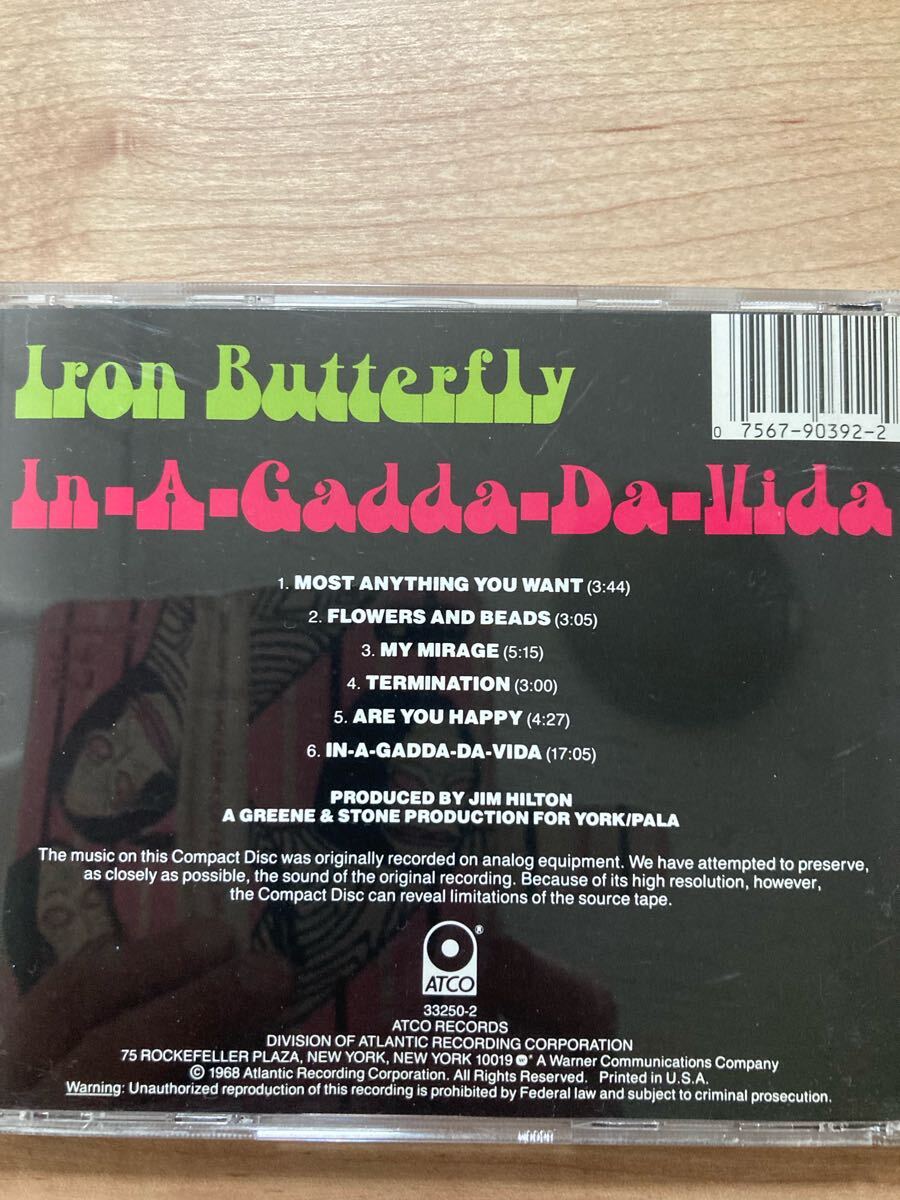 Iron Butterfly
0 7567-90392-2
In-A-Gadda-Da-Vida
1. MOST ANYTHING YOU WANT (3:44)
2. FLOWERS AND BEADS (3:05)
3. MY MIRAGE (5:15)
4. TERMINATION (3:00)
5. ARE YOU HAPPY (4:27)
6. IN-A-GADDA-DA-VIDA (17:05)
PRODUCED BY JIM HILTON
A GREENE & STONE PRODUCTION FOR YORK/PALA
The music on this Compact Disc was originally recorded on analog equipment. We have attempted to preserve,
as closely as possible, the sound of the original recording. Because of its high resolution, however,
the Compact Disc can reveal limitations of the source tape.
ATCO®
33250-2
ATCO RECORDS
DIVISION OF ATLANTIC RECORDING CORPORATION
75 ROCKEFELLER PLAZA, NEW YORK, NEW YORK 10019 * A Warner Communications Company
© 1968 Atlantic Recording Corporation. All Rights Reserved. Printed in U.S.A.
Warning: Unauthorized reproduction of this recording is prohibited by Federal law and subject to criminal prosecution.